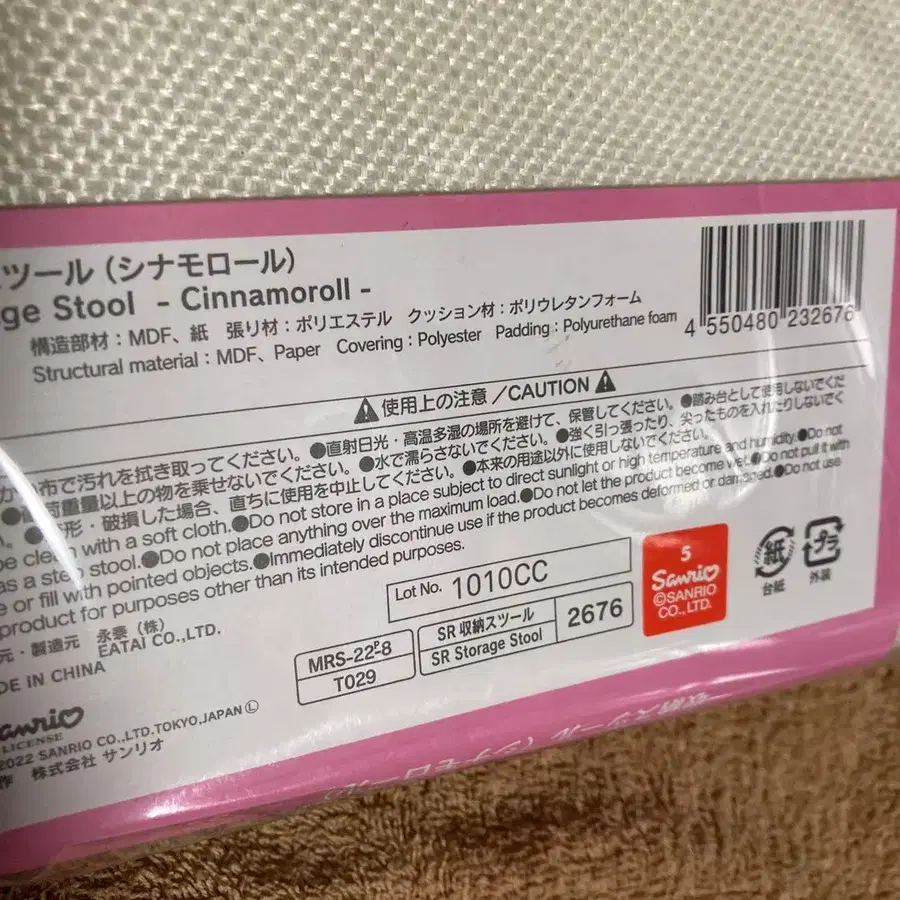 ツール（シナモロール）
ge Stool - Cinnamoroll -
構造部材：MDF、紙 張り材：ポリエステル クッション材：ポリウレタンフォーム
Structural material：MDF、Paper Covering：Polyester Padding：Polyurethane foam
4 550480 232676
使用上の注意／CAUTION
布で汚れを拭き取ってください。●直射日光・高温多湿の場所を避けて、保管してください。●踏み台として使用しないでくだ
荷重量以上の物を乗せないでください。●水で濡らさないでください。●強く引っ張ったり、尖ったものを入れたりしないでく
形・破損した場合、直ちに使用を中止してください。●本来の用途以外に使用しないでください。
be clean with a soft cloth.●Do not store in a place subject to direct sunlight or high temperature and humidity.●Do not
as a step stool.●Do not place anything over the maximum load.●Do not let the product become wet.●Do not pull it with
e or fill with pointed objects.●Immediately discontinue use if the product becomes deformed or damaged.●Do not use
product for purposes other than its intended purposes.
Lot No. 1010CC
元・製造元 永泰（株）
EATAI CO.,LTD.
DE IN CHINA
MRS-22E8
T029
SR 収納スツール
SR Storage Stool
2676
5
Sanrio
©SANRIO
CO.,LTD.
紙
台紙
プラ
外装
anrio
LICENSE
2022 SANRIO CO.,LTD.TOKYO,JAPAN Ⓛ
作 株式会社 サンリオ
収納スツール（シナモロール）